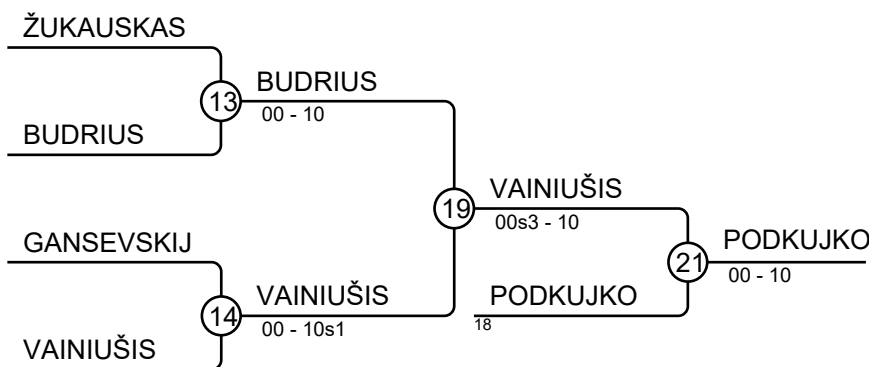 ŽUKAUSKAS
13
BUDRIUS
00 - 10
BUDRIUS
19
VAINIUŠIS
00s3 - 10
GANSEVSKIJ
21
PODKUJKO
00 - 10
14
VAINIUŠIS
00 - 10s1
PODKUJKO
18
VAINIUŠIS